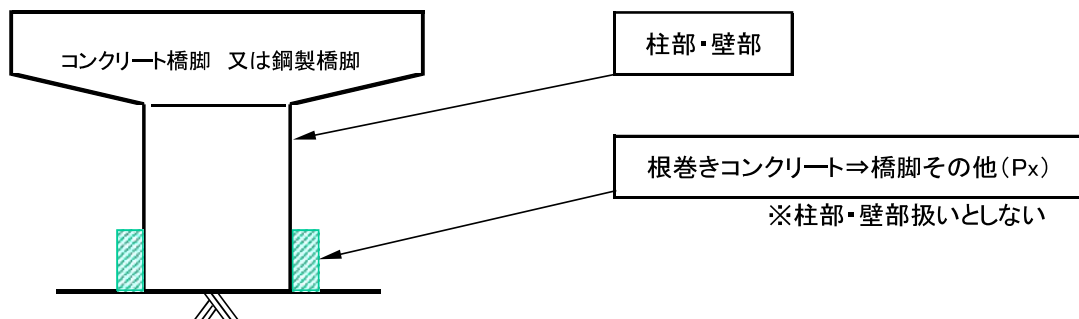 コンクリート橋脚　又は鋼製橋脚
柱部・壁部
根巻きコンクリート⇒橋脚その他（Px）
※柱部・壁部扱いとしない